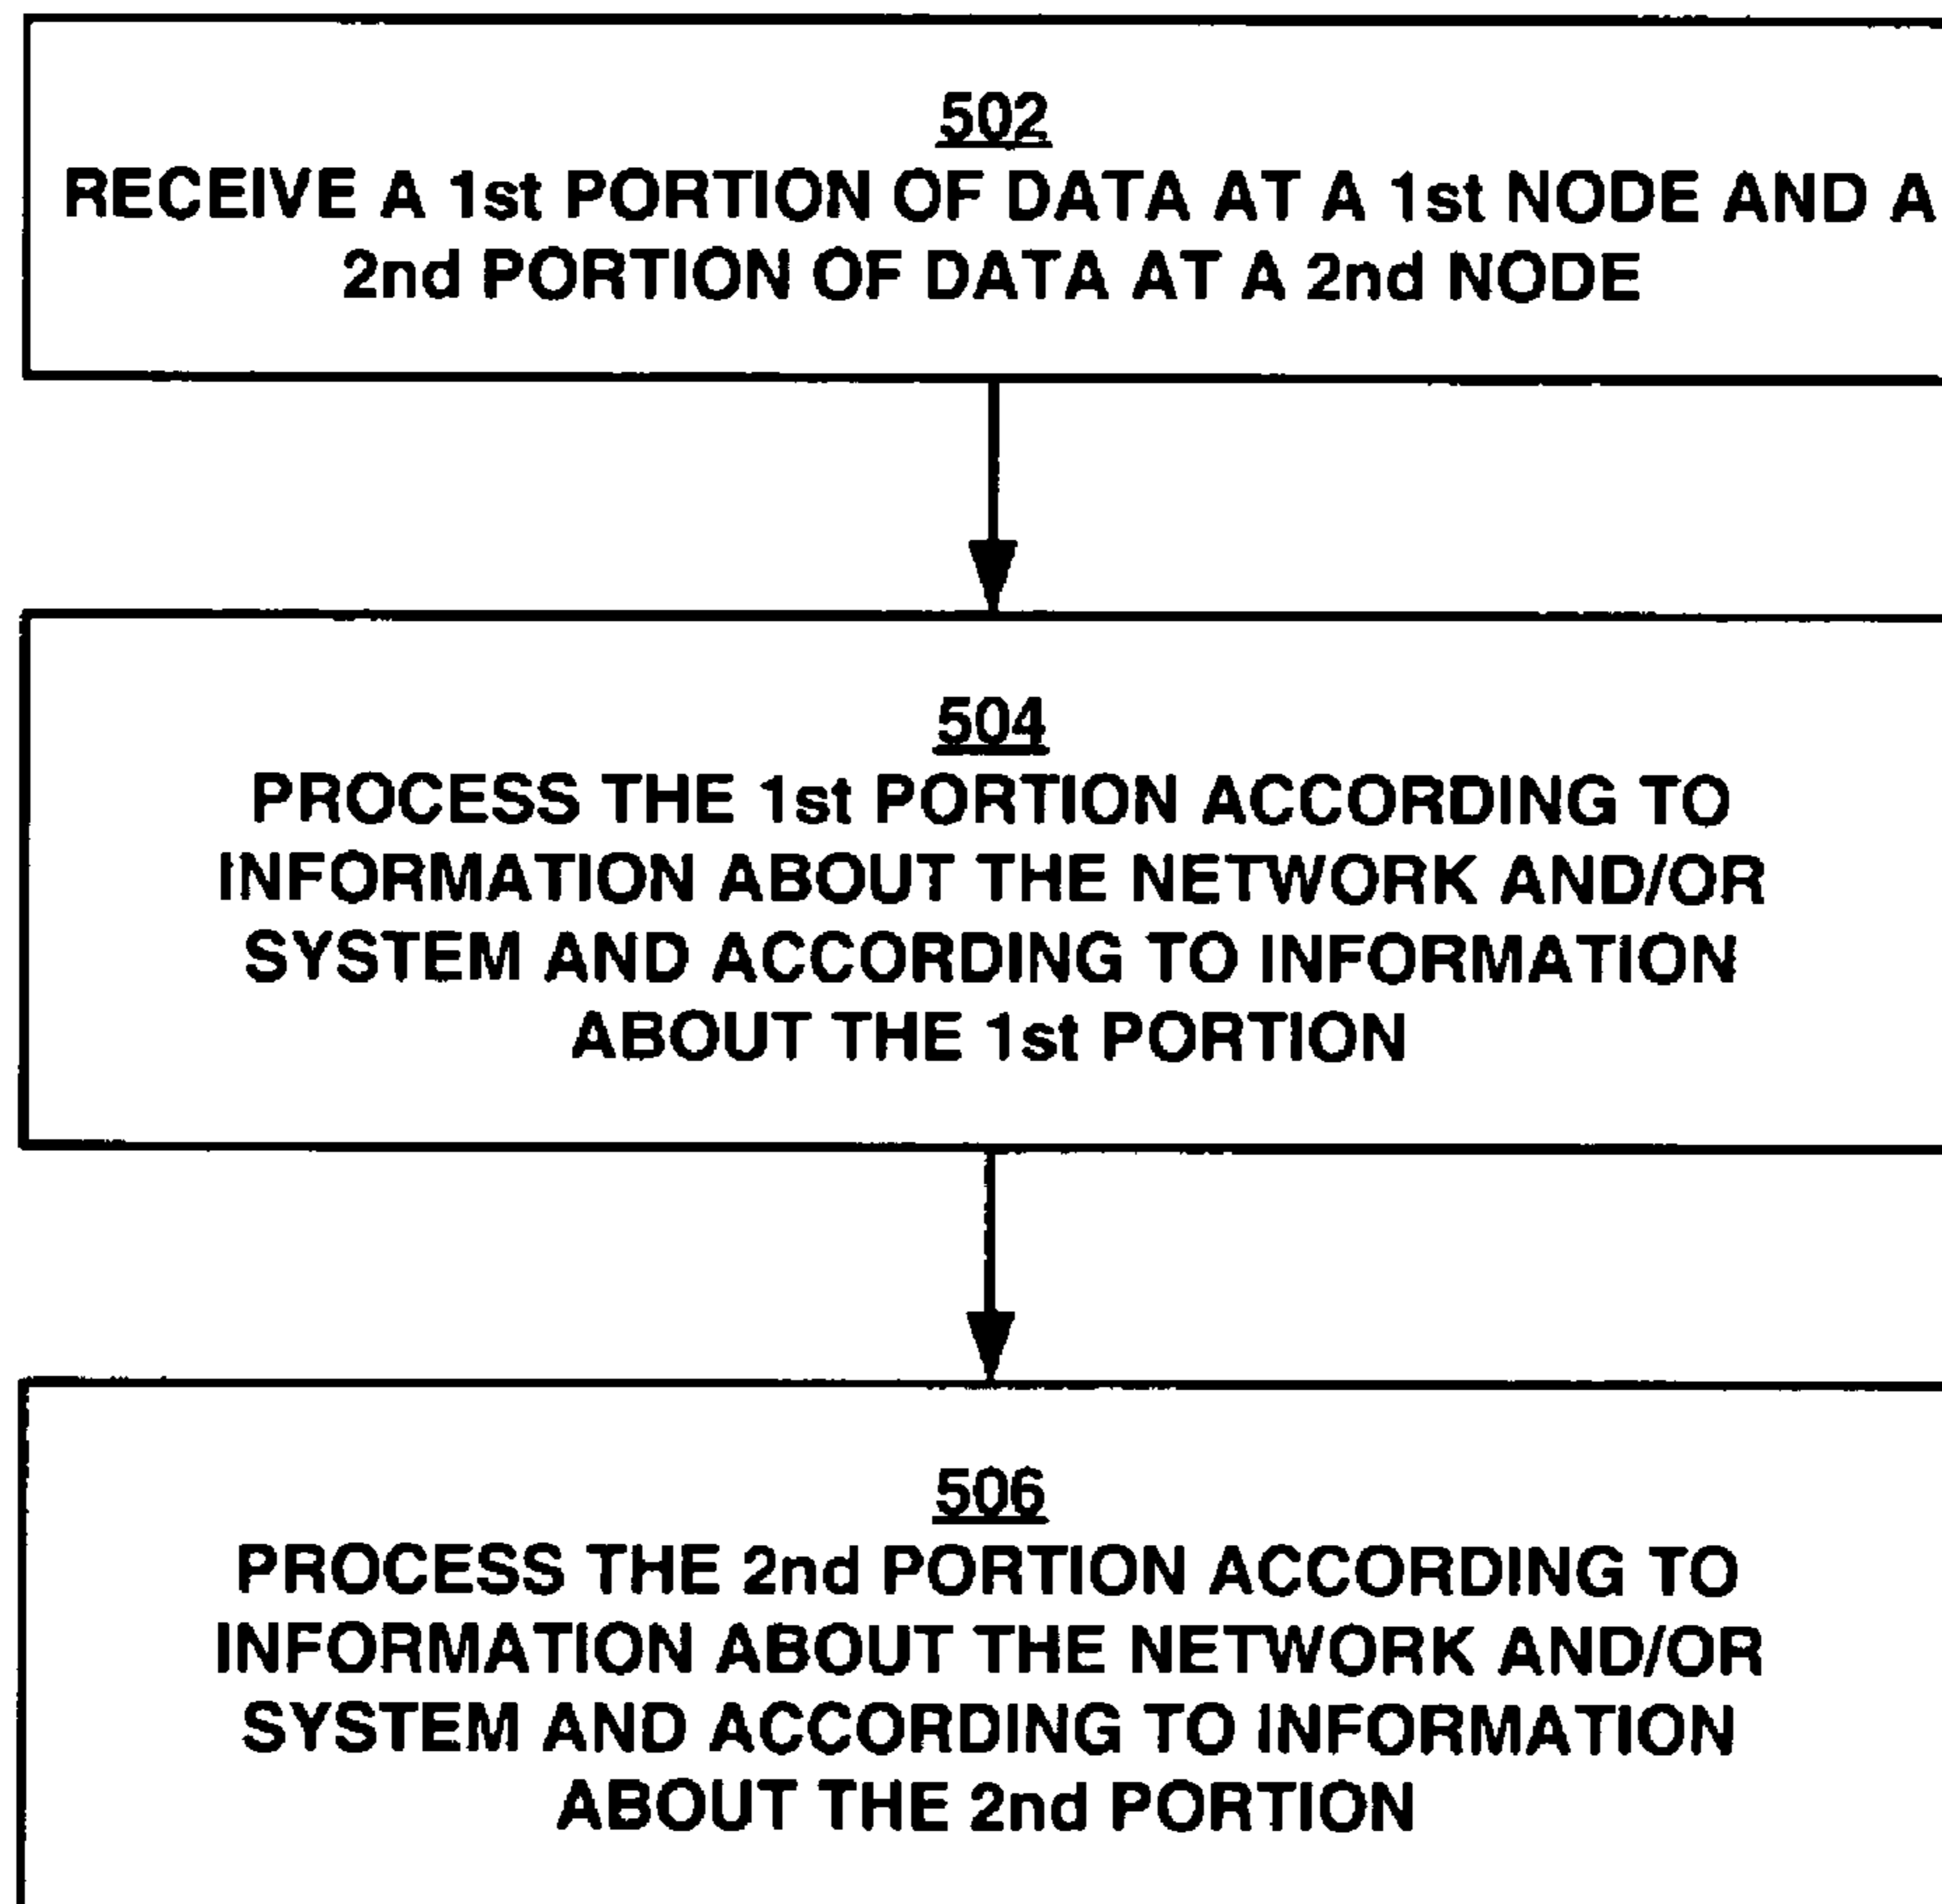 502
RECEIVE A 1st PORTION OF DATA AT A 1st NODE AND A
2nd PORTION OF DATA AT A 2nd NODE
504
PROCESS THE 1st PORTION ACCORDING TO
INFORMATION ABOUT THE NETWORK AND/OR
SYSTEM AND ACCORDING TO INFORMATION
ABOUT THE 1st PORTION
506
PROCESS THE 2nd PORTION ACCORDING TO
INFORMATION ABOUT THE NETWORK AND/OR
SYSTEM AND ACCORDING TO INFORMATION
ABOUT THE 2nd PORTION